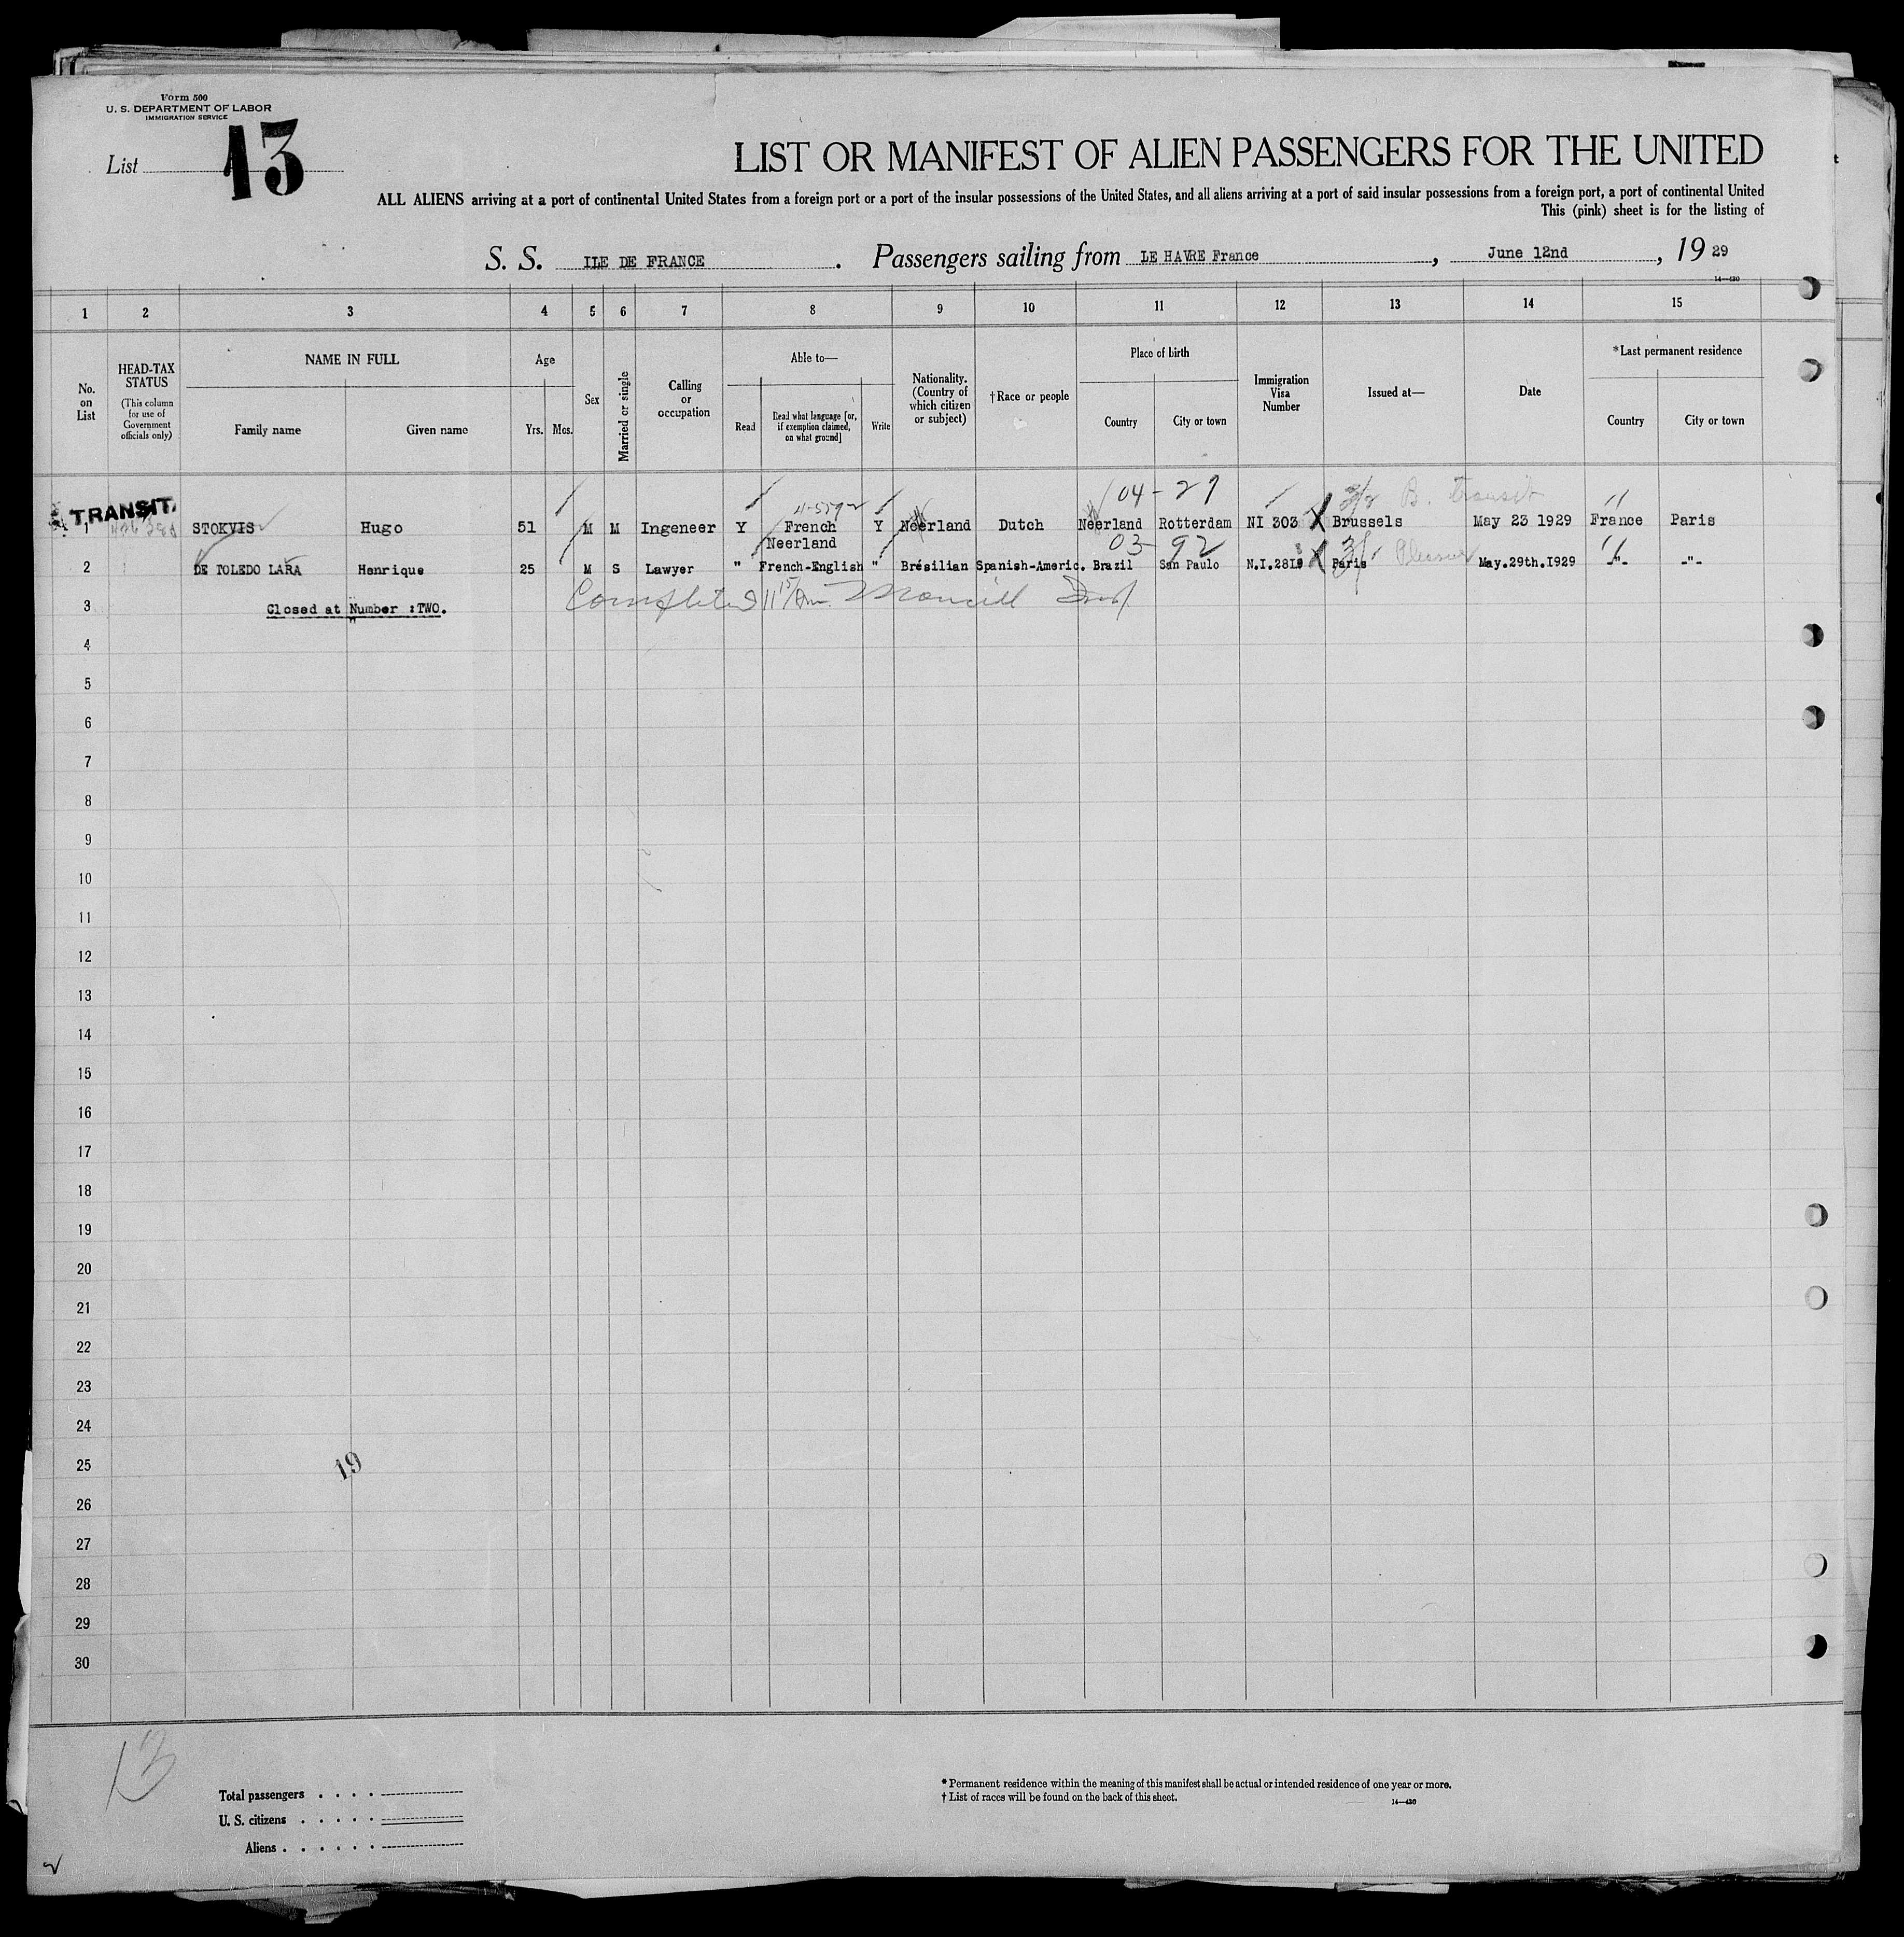 Form 500
U. S. DEPARTMENT OF LABOR
IMMIGRATION SERVICE
List 13
LIST OR MANIFEST OF ALIEN PASSENGERS FOR THE UNITED
ALL ALIENS arriving at a port of continental United States from a foreign port or a port of the insular possessions of the United States, and all aliens arriving at a port of said insular possessions from a foreign port, a port of continental United
This (pink) sheet is for the listing of
S. S. ILE DE FRANCE. Passengers sailing from LE HAVRE France, June 12nd, 19 29
14—430
1 2 3 4 5 6 7 8 9 10 11 12 13 14 15
No. on List
HEAD-TAX STATUS (This column for use of Government officials only)
NAME IN FULL
Family name Given name
Age
Yrs. Mos.
Sex
Married or single
Calling or occupation
Able to—
Read
Read what language [or, if exemption claimed, on what ground]
Write
Nationality. (Country of which citizen or subject)
†Race or people
Place of birth
Country City or town
Immigration Visa Number
Issued at—
Date
*Last permanent residence
Country City or town
04-27 B. Transit
TRANSIT
1 STOKVIS Hugo 51 M M Ingeneer Y French Y Neerland Dutch Neerland Rotterdam NI 303 Brussels May 23 1929 France Paris
Neerland 03-92
2 DE TOLEDO LARA Henrique 25 M S Lawyer " French-English " Brésilian Spanish-Americ. Brazil San Paulo N.I.2819 Paris Pleasure May.29th.1929 -"- -"-
3 Closed at Number :TWO. Completed
4
5
6
7
8
9
10
11
12
13
14
15
16
17
18
19
20
21
22
23
24
25
19
26
27
28
29
30
13
Total passengers . . . .
U. S. citizens . . . . .
Aliens . . . . . .
* Permanent residence within the meaning of this manifest shall be actual or intended residence of one year or more.
† List of races will be found on the back of this sheet.
14—430